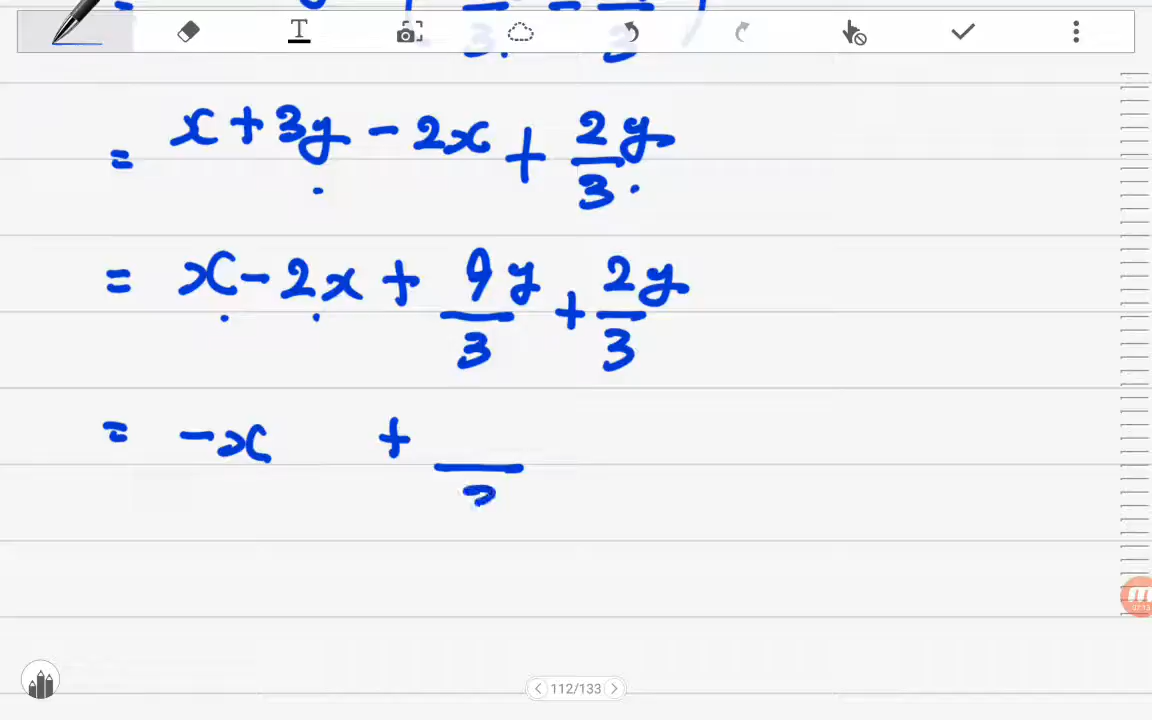 T
= x + 3y - 2x + 2y/3
= x - 2x + 9y/3 + 2y/3
= -x +
112/133